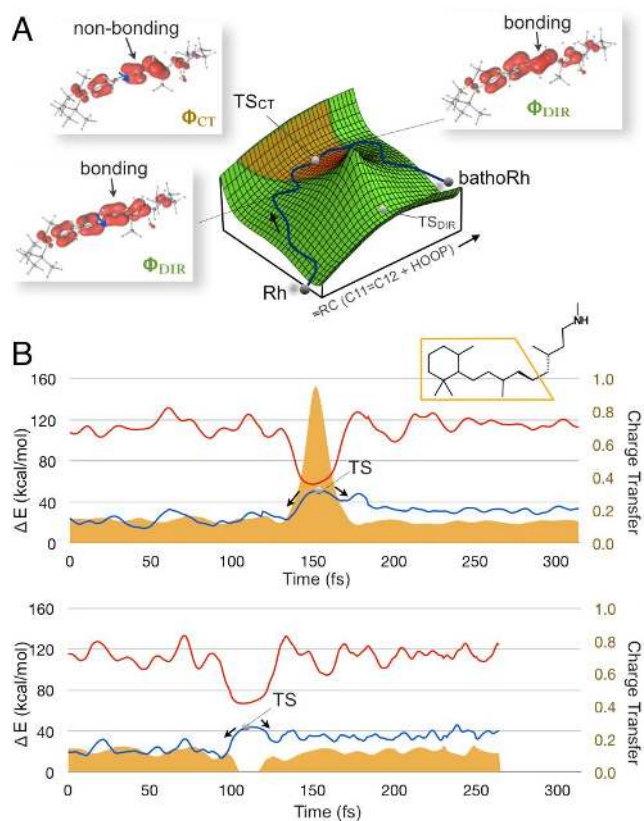 A
non-bonding
ΦCT
bonding
ΦDIR
TSCT
bonding
ΦDIR
bathoRh
TSDIR
Rh
≈RC (C11=C12 + HOOP)
B
NH
160
120
80
40
0
ΔE (kcal/mol)
TS
1.0
0.8
0.6
0.4
0.2
0.0
Charge Transfer
0 50 100 150 200 250 300
Time (fs)
160
120
80
40
0
ΔE (kcal/mol)
TS
1.0
0.8
0.6
0.4
0.2
0.0
Charge Transfer
0 50 100 150 200 250 300
Time (fs)